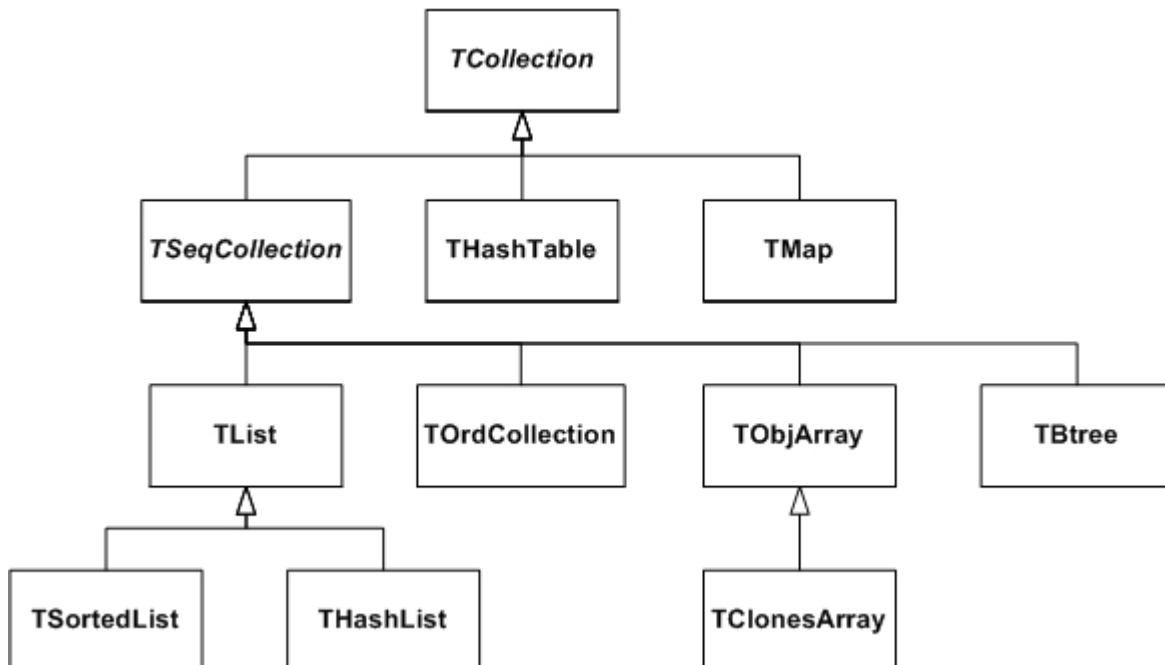 TCollection
TSeqCollection
THashTable
TMap
TList
TOrdCollection
TObjArray
TBtree
TSortedList
THashList
TClonesArray